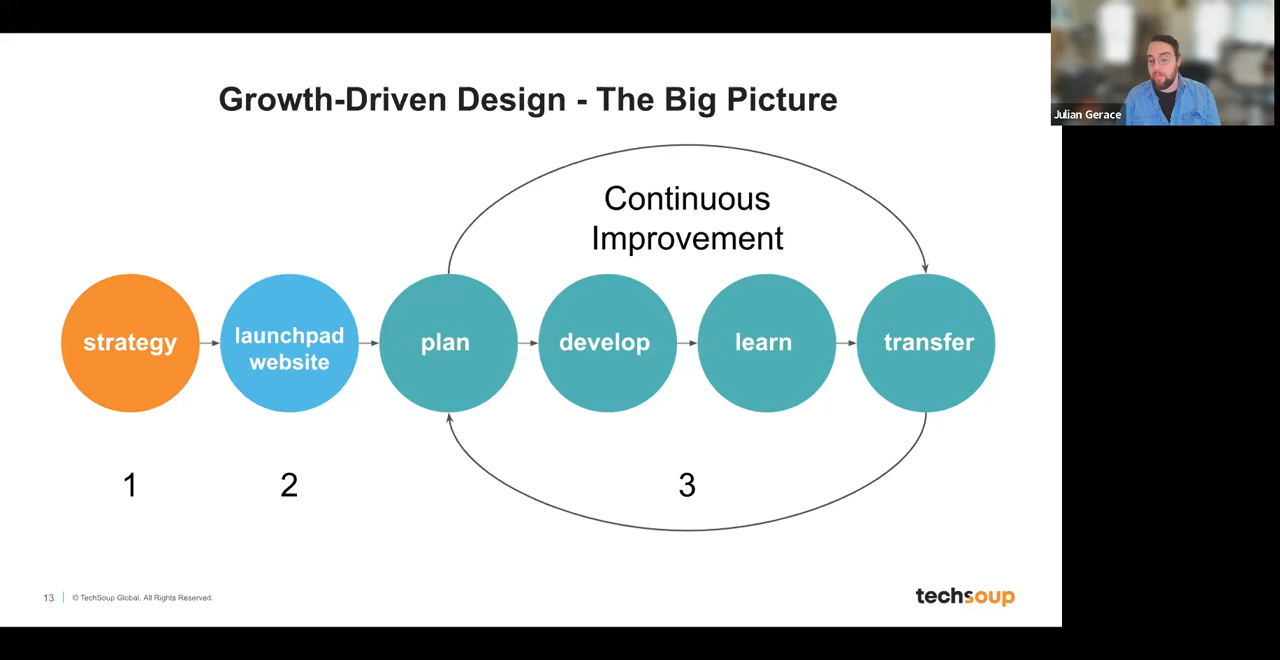 Growth-Driven Design - The Big Picture
Julian Gerace
Continuous
Improvement
strategy
launchpad
website
plan
develop
learn
transfer
1
2
3
13
© TechSoup Global. All Rights Reserved.
techsoup